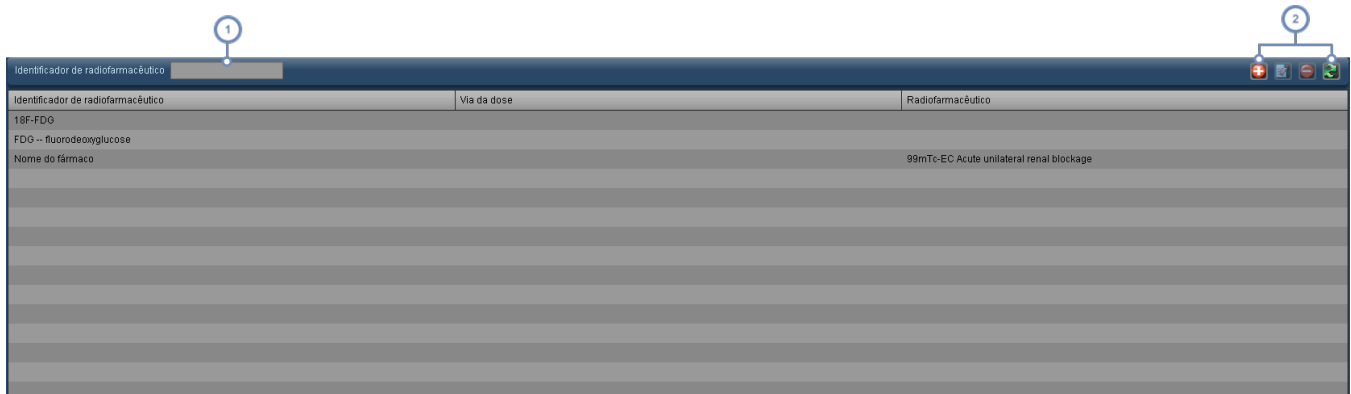 1
2
Identificador de radiofarmacêutico
Identificador de radiofarmacêutico Via da dose Radiofarmacêutico
18F-FDG
FDG -- fluorodeoxyglucose
Nome do fármaco 99mTc-EC Acute unilateral renal blockage